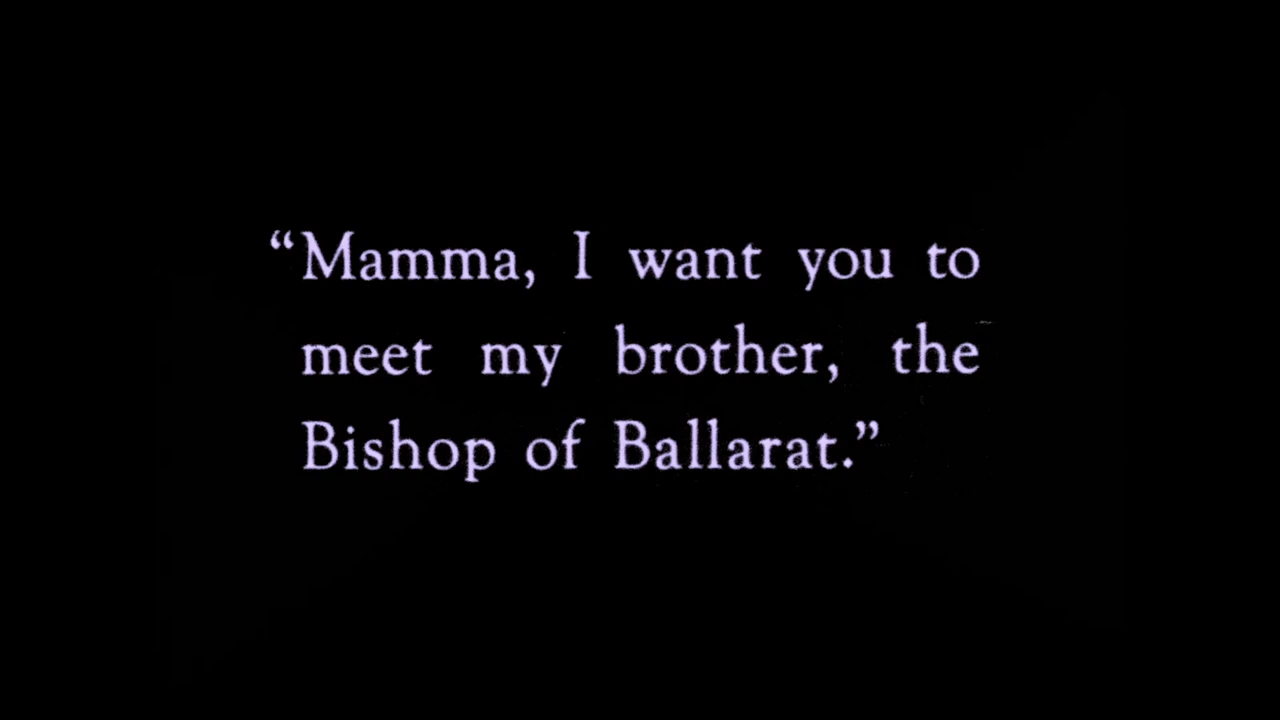 “Mamma, I want you to
meet my brother, the
Bishop of Ballarat.”